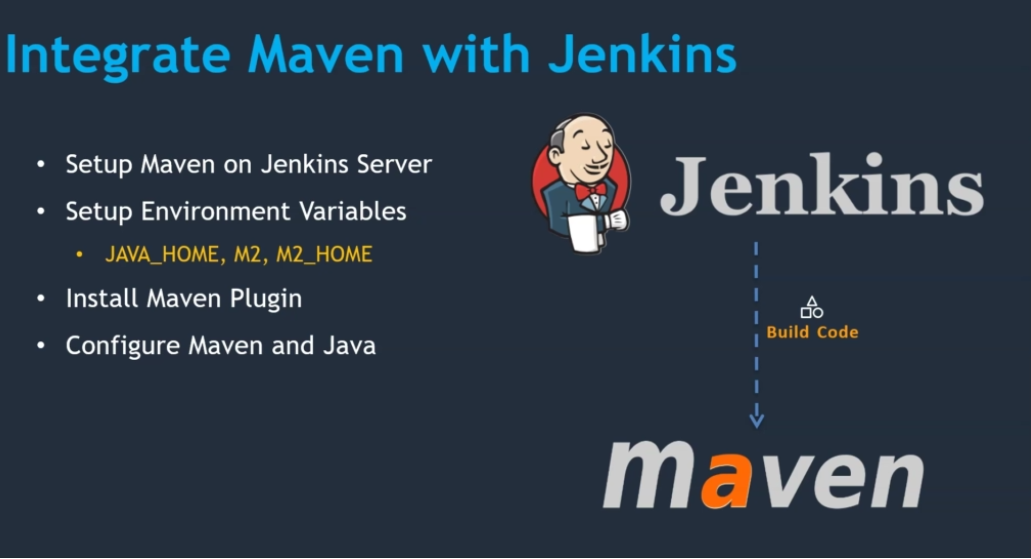 Integrate Maven with Jenkins
• Setup Maven on Jenkins Server
• Setup Environment Variables
• JAVA_HOME, M2, M2_HOME
• Install Maven Plugin
• Configure Maven and Java
Jenkins
Build Code
maven